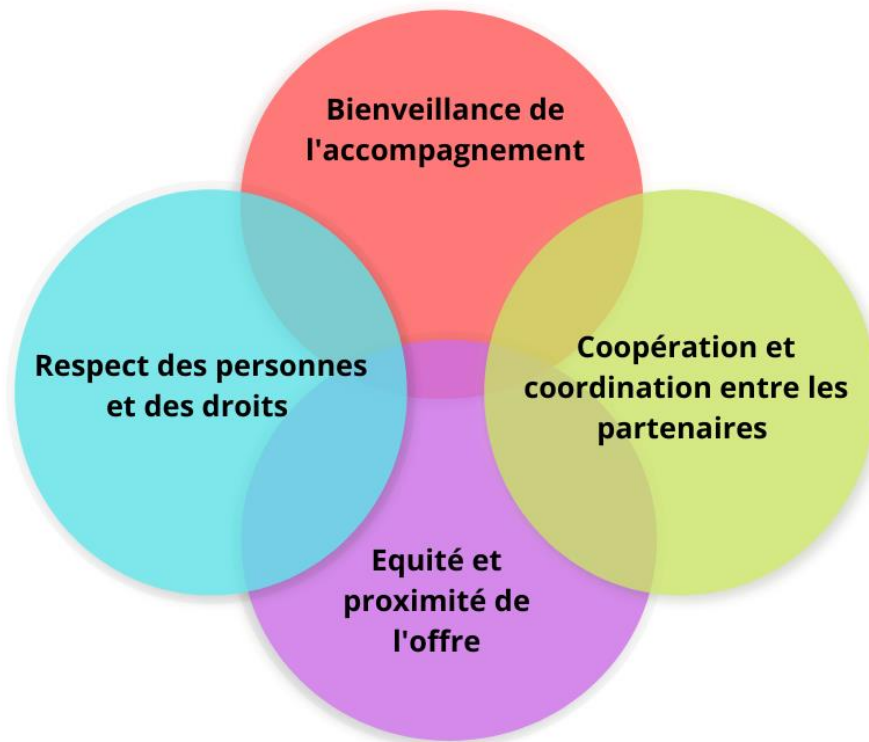 Bienveillance de
l'accompagnement
Respect des personnes
et des droits
Coopération et
coordination entre les
partenaires
Equité et
proximité de
l'offre